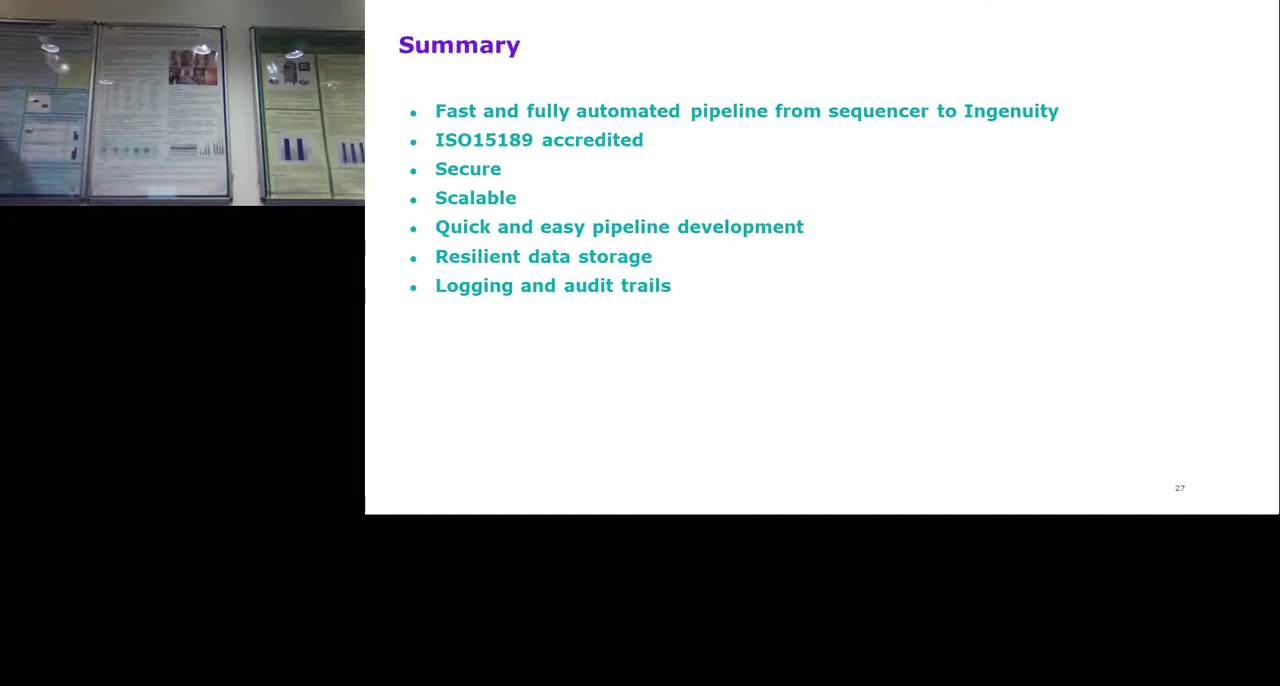 Summary
Fast and fully automated pipeline from sequencer to Ingenuity
ISO15189 accredited
Secure
Scalable
Quick and easy pipeline development
Resilient data storage
Logging and audit trails
27